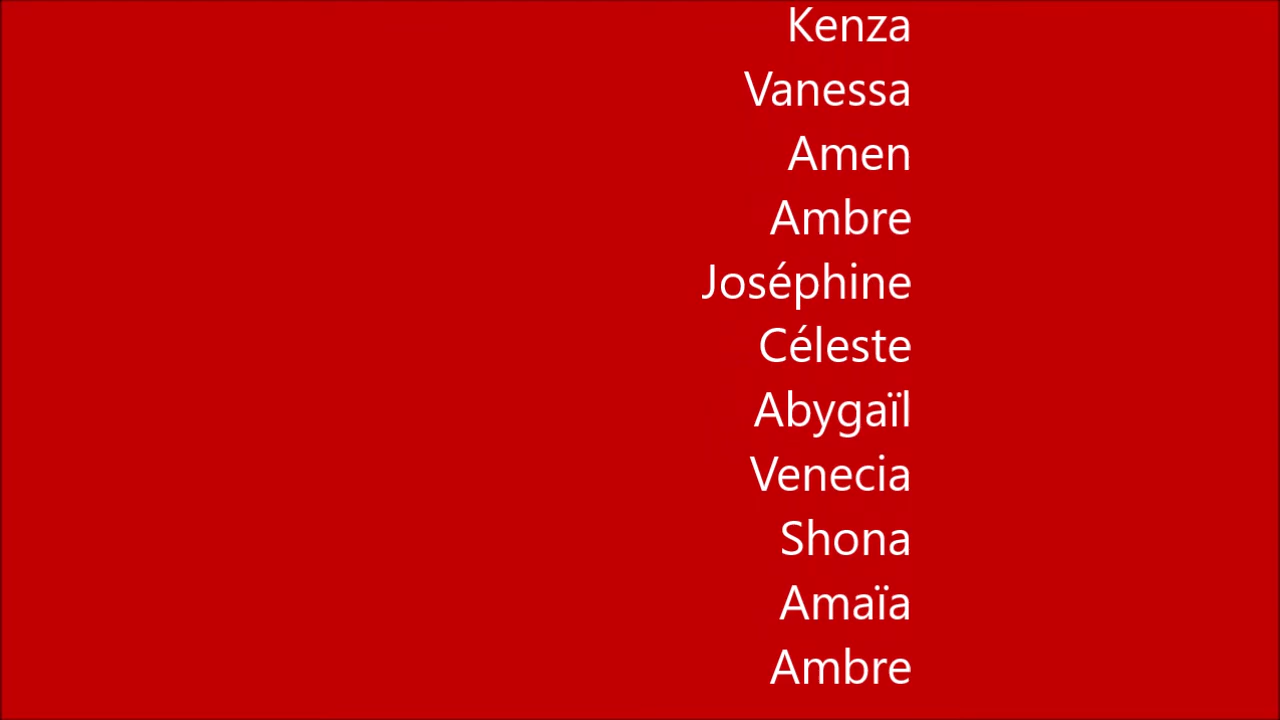 Kenza
Vanessa
Amen
Ambre
Joséphine
Céleste
Abygaïl
Venecia
Shona
Amaïa
Ambre